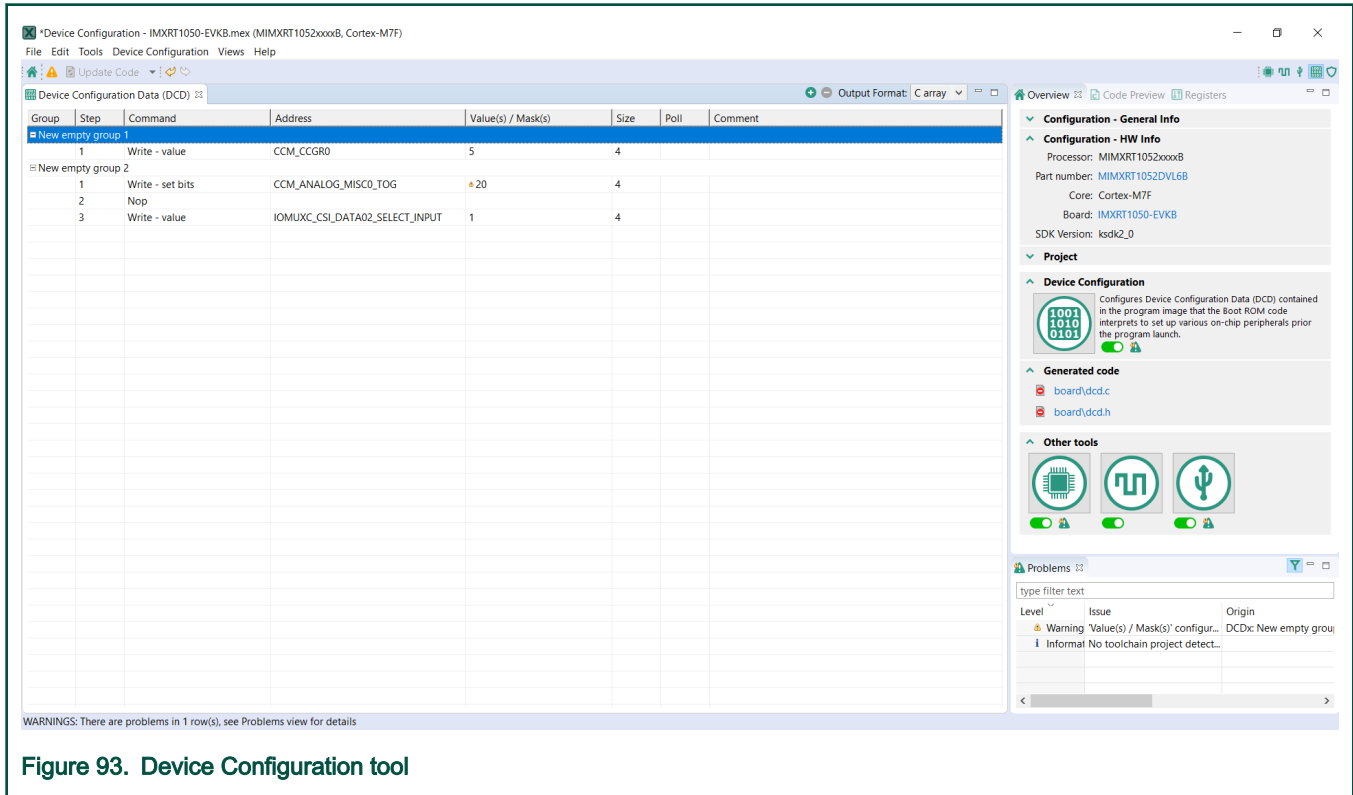 *Device Configuration - IMXRT1050-EVKB.mex (MIMXRT1052xxxxB, Cortex-M7F)
File Edit Tools Device Configuration Views Help
Update Code
Device Configuration Data (DCD)
Output Format: C array
Group Step Command Address Value(s) / Mask(s) Size Poll Comment
New empty group 1
1 Write - value CCM_CCGR0 5 4
New empty group 2
1 Write - set bits CCM_ANALOG_MISC0_TOG 20 4
2 Nop
3 Write - value IOMUXC_CSI_DATA02_SELECT_INPUT 1 4
WARNINGS: There are problems in 1 row(s), see Problems view for details
Overview Code Preview Registers
Configuration - General Info
Configuration - HW Info
Processor: MIMXRT1052xxxxB
Part number: MIMXRT1052DVL6B
Core: Cortex-M7F
Board: IMXRT1050-EVKB
SDK Version: ksdk2_0
Project
Device Configuration
1001
1010
0101
Configures Device Configuration Data (DCD) contained
in the program image that the Boot ROM code
interprets to set up various on-chip peripherals prior
the program launch.
Generated code
board\dcd.c
board\dcd.h
Other tools
Problems
type filter text
Level Issue Origin
Warning 'Value(s) / Mask(s)' configur... DCDx: New empty grou
Informat No toolchain project detect...
Figure 93. Device Configuration tool